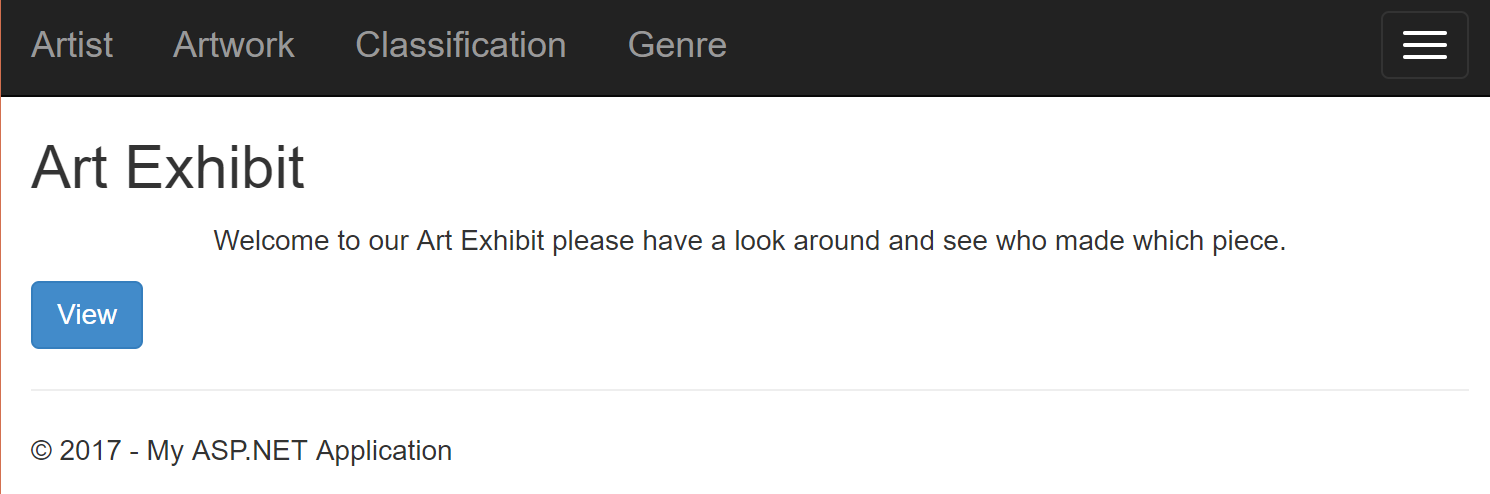 Artist Artwork Classification Genre
Art Exhibit
Welcome to our Art Exhibit please have a look around and see who made which piece.
View
© 2017 - My ASP.NET Application